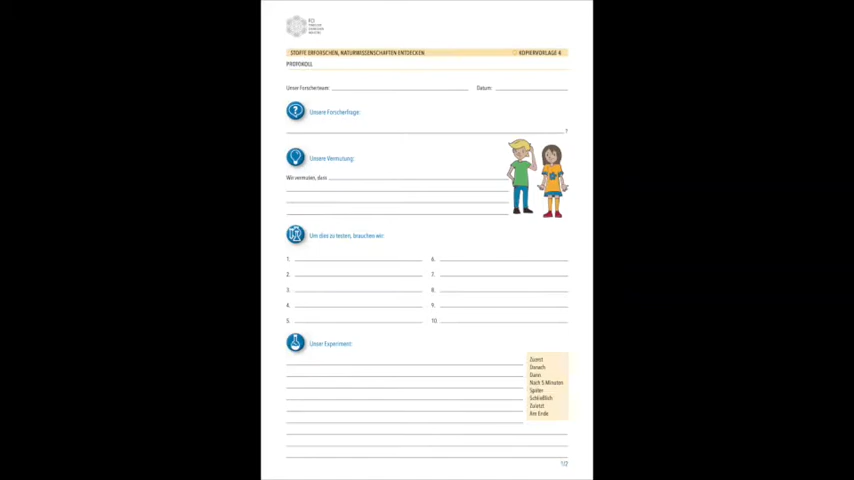 STOFFE ERFORSCHEN, NATURWISSENSCHAFTEN ENTDECKEN
KOPIERVORLAGE 4
PROTOKOLL
Unser Forscherteam:
Datum:
Unsere Forscherfrage:
?
Unsere Vermutung:
Wir vermuten, dass
Um dies zu testen, brauchen wir:
1.
2.
3.
4.
5.
6.
7.
8.
9.
10.
Unser Experiment:
Zuerst
Danach
Dann
Nach 5 Minuten
Später
Schließlich
Zuletzt
Am Ende
1/2